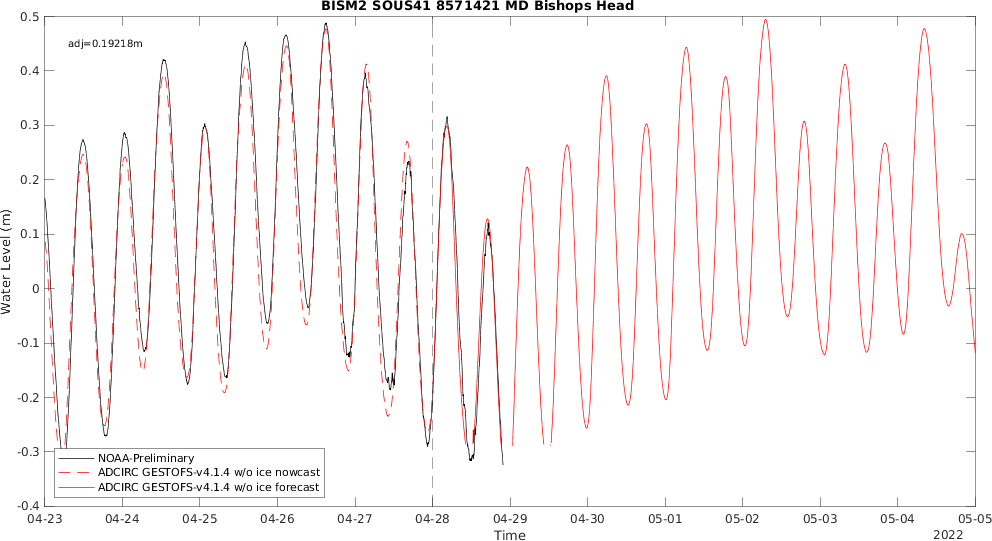 BISM2 SOUS41 8571421 MD Bishops Head
adj=0.19218m
Water Level (m)
0.5
0.4
0.3
0.2
0.1
0
-0.1
-0.2
-0.3
-0.4
NOAA-Preliminary
ADCIRC GESTOFS-v4.1.4 w/o ice nowcast
ADCIRC GESTOFS-v4.1.4 w/o ice forecast
04-23 04-24 04-25 04-26 04-27 04-28 04-29 04-30 05-01 05-02 05-03 05-04 05-05
Time
2022